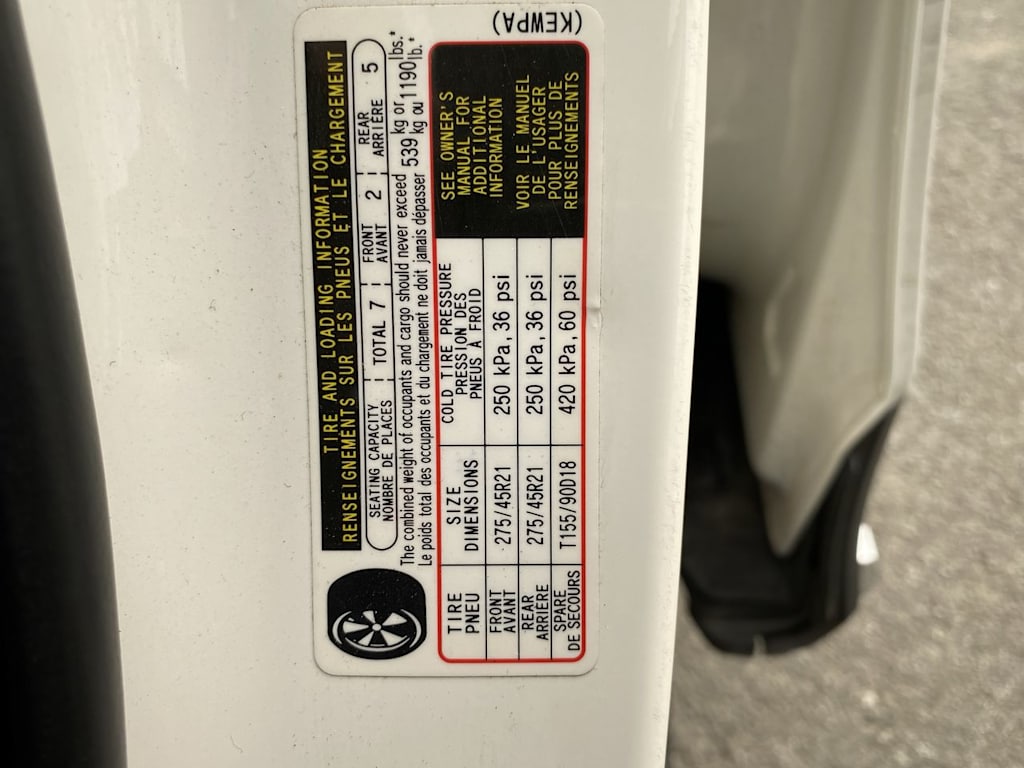 TIRE AND LOADING INFORMATION
RENSEIGNEMENTS SUR LES PNEUS ET LE CHARGEMENT
SEATING CAPACITY
NOMBRE DE PLACES
TOTAL 7
FRONT
AVANT
2
REAR
ARRIÈRE
5
The combined weight of occupants and cargo should never exceed 539 kg or 1190 lbs.*
Le poids total des occupants et du chargement ne doit jamais dépasser 539 kg ou 1190 lb.*
TIRE
PNEU
SIZE
DIMENSIONS
COLD TIRE PRESSURE
PRESSION DES
PNEUS À FROID
FRONT
AVANT
275/45R21
250 kPa, 36 psi
REAR
ARRIÈRE
275/45R21
250 kPa, 36 psi
SPARE
DE SECOURS
T155/90D18
420 kPa, 60 psi
SEE OWNER'S
MANUAL FOR
ADDITIONAL
INFORMATION
VOIR LE MANUEL
DE L'USAGER
POUR PLUS DE
RENSEIGNEMENTS
(KEWPA)